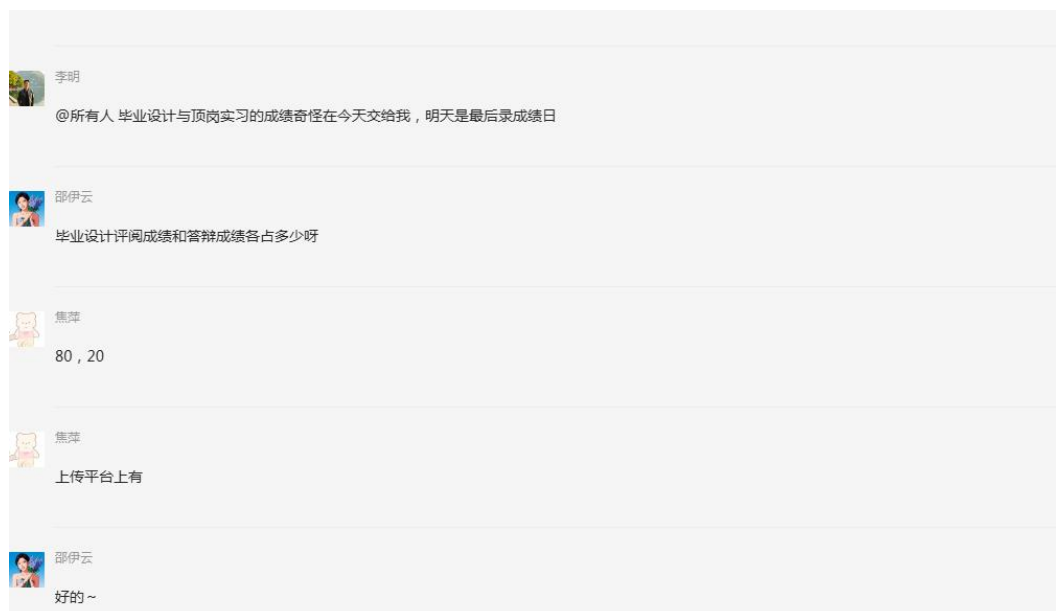 李明
@所有人 毕业设计与顶岗实习的成绩奇怪在今天交给我，明天是最后录成绩日
邵伊云
毕业设计评阅成绩和答辩成绩各占多少呀
焦萍
80，20
焦萍
上传平台上有
邵伊云
好的~